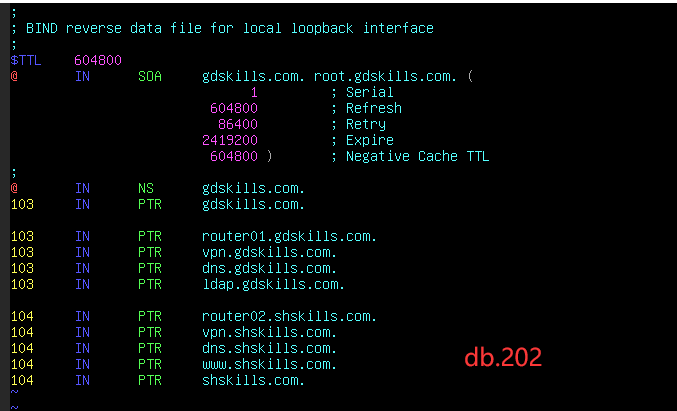 ;
; BIND reverse data file for local loopback interface
;
$TTL 604800
@ IN SOA gdskills.com. root.gdskills.com. (
1 ; Serial
604800 ; Refresh
86400 ; Retry
2419200 ; Expire
604800 ) ; Negative Cache TTL
;
@ IN NS gdskills.com.
103 IN PTR gdskills.com.
103 IN PTR router01.gdskills.com.
103 IN PTR vpn.gdskills.com.
103 IN PTR dns.gdskills.com.
103 IN PTR ldap.gdskills.com.
104 IN PTR router02.shskills.com.
104 IN PTR vpn.shskills.com.
104 IN PTR dns.shskills.com.
104 IN PTR www.shskills.com.
104 IN PTR shskills.com.
db.202
~
~